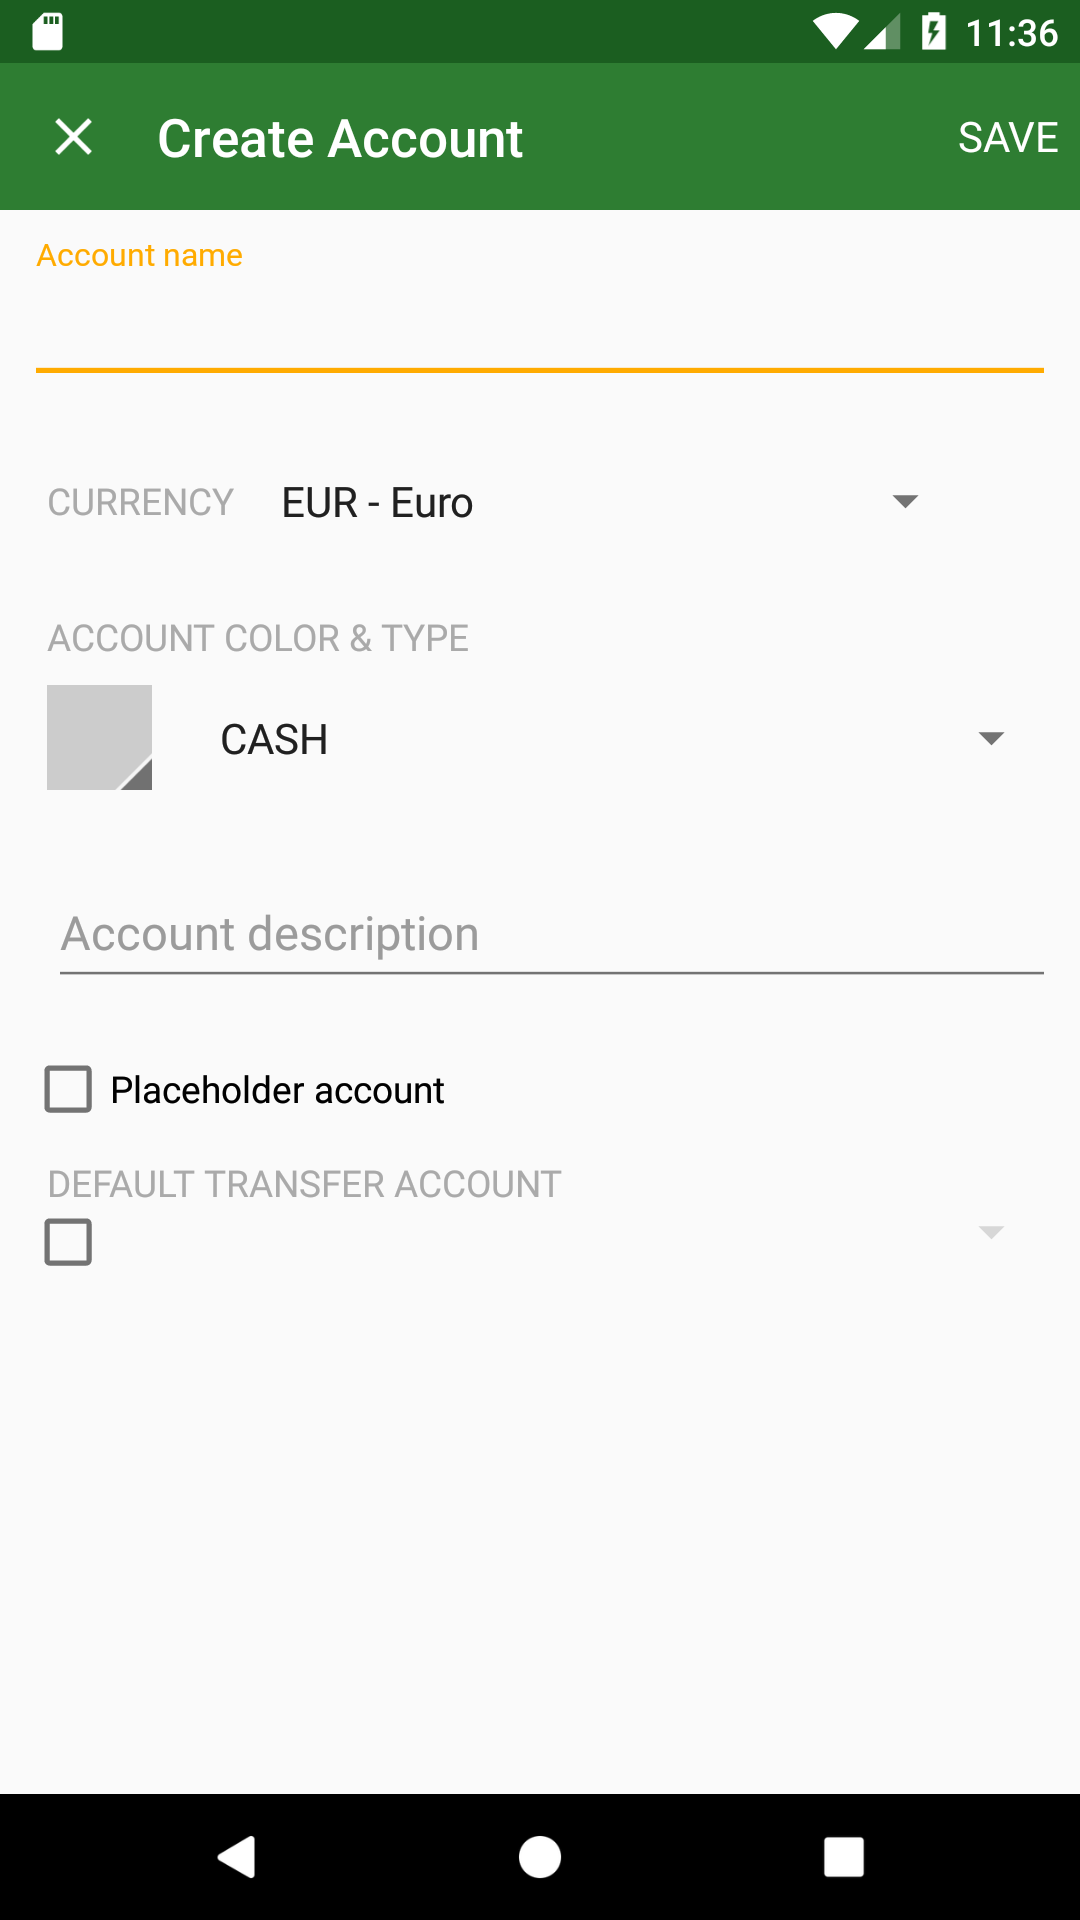 11:36
Create Account
SAVE
Account name
CURRENCY
EUR - Euro
ACCOUNT COLOR & TYPE
CASH
Account description
Placeholder account
DEFAULT TRANSFER ACCOUNT